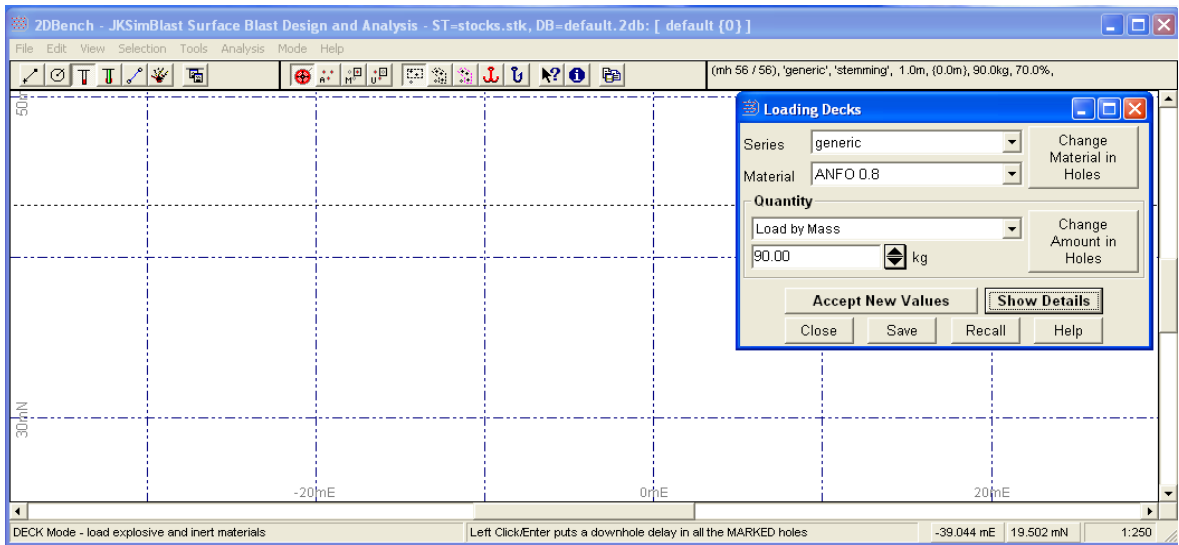 2DBench - JKSimBlast Surface Blast Design and Analysis - ST=stocks.stk, DB=default.2db: [ default {0} ]
File Edit View Selection Tools Analysis Mode Help
(mh 56 / 56), 'generic', 'stemming', 1.0m, {0.0m}, 90.0kg, 70.0%,
50m
Loading Decks
Series generic
Change Material in Holes
Material ANFO 0.8
Quantity
Load by Mass
Change Amount in Holes
90.00 kg
Accept New Values Show Details
Close Save Recall Help
30mN
-20mE 0mE 20mE
DECK Mode - load explosive and inert materials Left Click/Enter puts a downhole delay in all the MARKED holes -39.044 mE 19.502 mN 1:250